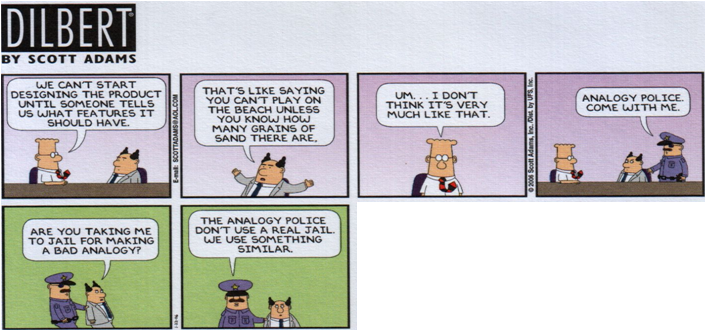 DILBERT
BY SCOTT ADAMS
WE CAN'T START
DESIGNING THE PRODUCT
UNTIL SOMEONE TELLS
US WHAT FEATURES IT
SHOULD HAVE.
E-mail: SCOTTADAMS@AOL.COM
THAT'S LIKE SAYING
YOU CAN'T PLAY ON
THE BEACH UNLESS
YOU KNOW HOW
MANY GRAINS OF
SAND THERE ARE.
UM. . . I DON'T
THINK IT'S VERY
MUCH LIKE THAT.
© 2006 Scott Adams, Inc./Dist. by UFS, Inc.
ANALOGY POLICE.
COME WITH ME.
ARE YOU TAKING ME
TO JAIL FOR MAKING
A BAD ANALOGY?
THE ANALOGY POLICE
DON'T USE A REAL JAIL.
WE USE SOMETHING
SIMILAR.